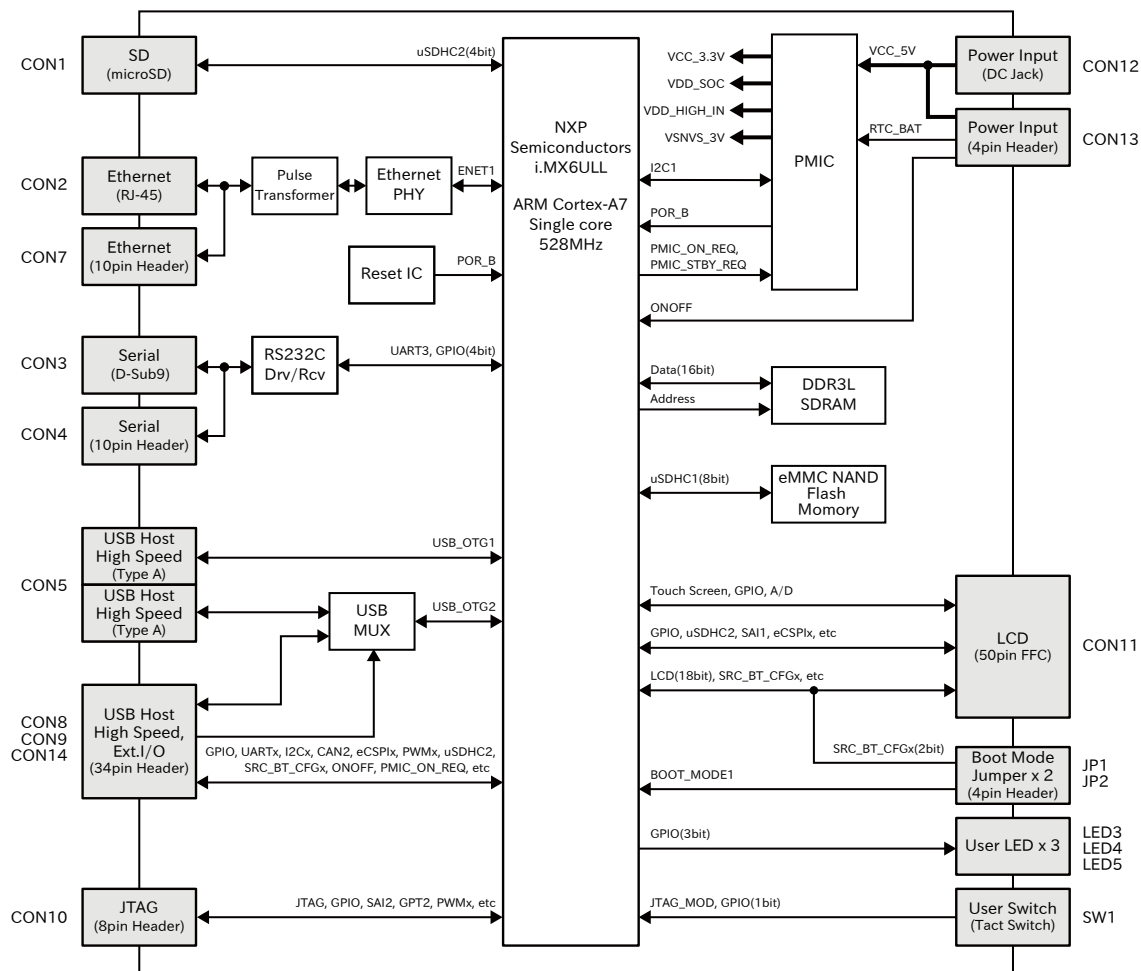 CON1
SD
(microSD)
uSDHC2(4bit)
CON2
Ethernet
(RJ-45)
Pulse
Transformer
Ethernet
PHY
ENET1
CON7
Ethernet
(10pin Header)
Reset IC
POR_B
CON3
Serial
(D-Sub9)
RS232C
Drv/Rcv
UART3, GPIO(4bit)
CON4
Serial
(10pin Header)
CON5
USB Host
High Speed
(Type A)
USB_OTG1
USB Host
High Speed
(Type A)
USB
MUX
USB_OTG2
CON8
CON9
CON14
USB Host
High Speed,
Ext.I/O
(34pin Header)
GPIO, UARTx, I2Cx, CAN2, eCSPIx, PWMx, uSDHC2,
SRC_BT_CFGx, ONOFF, PMIC_ON_REQ, etc
CON10
JTAG
(8pin Header)
JTAG, GPIO, SAI2, GPT2, PWMx, etc
NXP
Semiconductors
i.MX6ULL
ARM Cortex-A7
Single core
528MHz
VCC_3.3V
VDD_SOC
VDD_HIGH_IN
VSNVS_3V
I2C1
POR_B
PMIC_ON_REQ,
PMIC_STBY_REQ
ONOFF
PMIC
VCC_5V
RTC_BAT
Power Input
(DC Jack)
CON12
Power Input
(4pin Header)
CON13
Data(16bit)
Address
DDR3L
SDRAM
uSDHC1(8bit)
eMMC NAND
Flash
Momory
Touch Screen, GPIO, A/D
GPIO, uSDHC2, SAI1, eCSPIx, etc
LCD(18bit), SRC_BT_CFGx, etc
LCD
(50pin FFC)
CON11
SRC_BT_CFGx(2bit)
BOOT_MODE1
Boot Mode
Jumper x 2
(4pin Header)
JP1
JP2
GPIO(3bit)
User LED x 3
LED3
LED4
LED5
JTAG_MOD, GPIO(1bit)
User Switch
(Tact Switch)
SW1